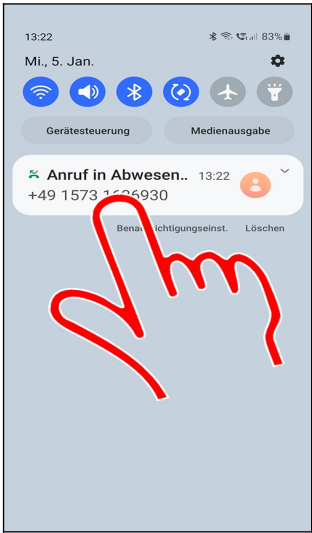 13:22
83%
Mi., 5. Jan.
Gerätesteuerung
Medienausgabe
Anruf in Abwesen.. 13:22
+49 1573
Löschen